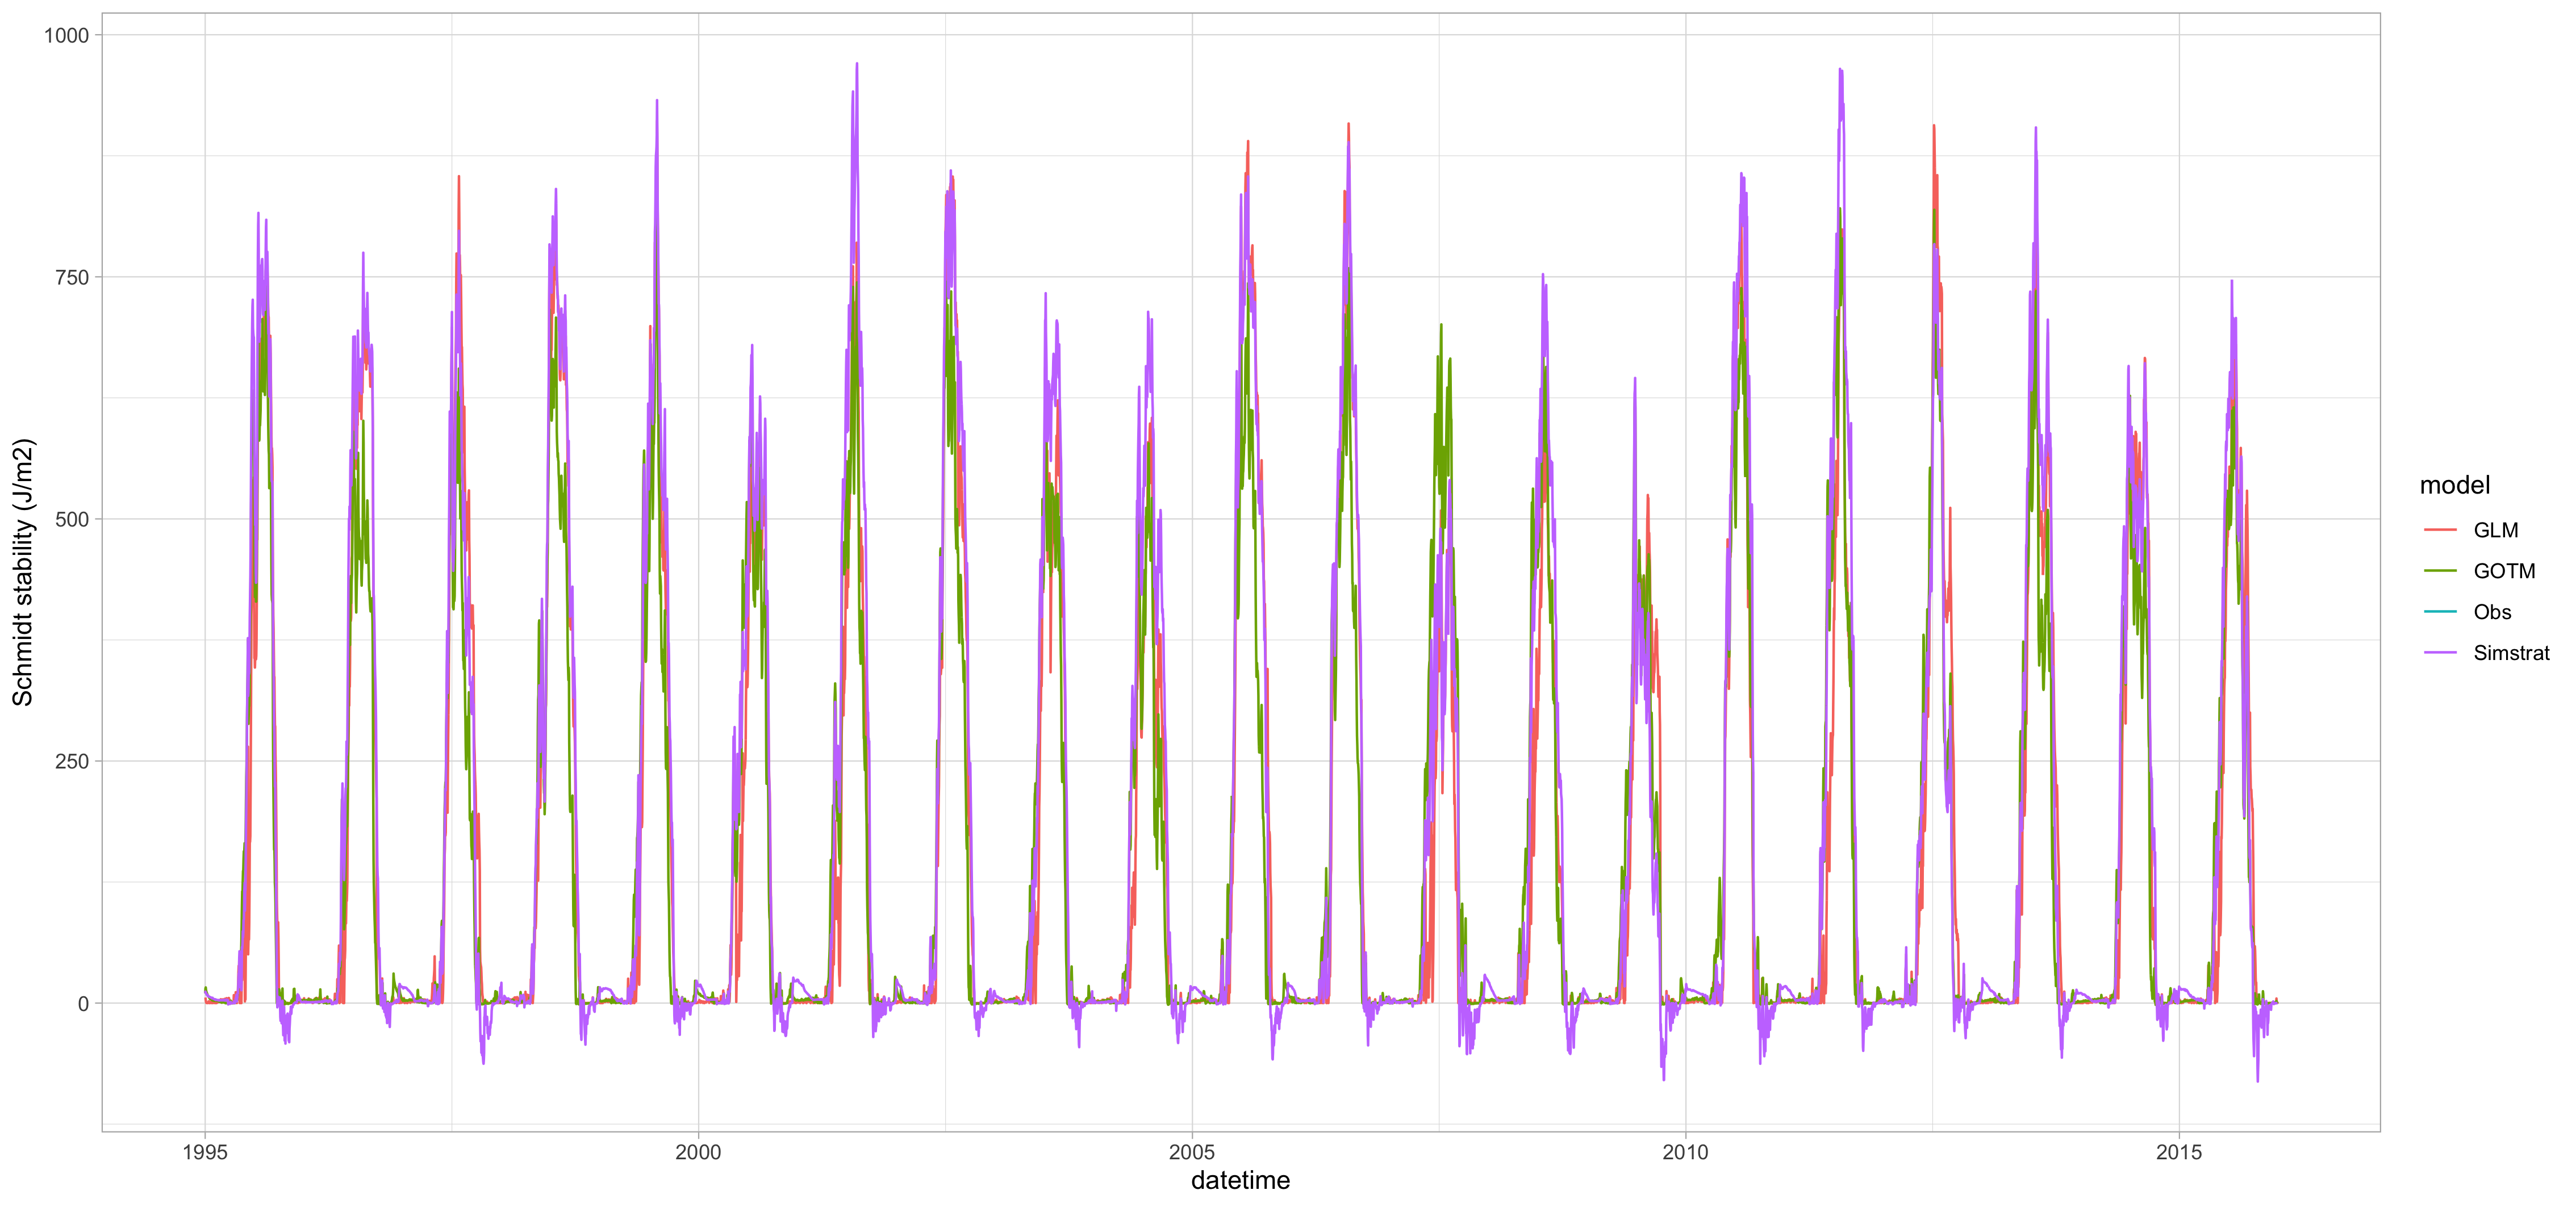 1000
750
500
250
0
Schmidt stability (J/m2)
1995
2000
2005
2010
2015
datetime
model
GLM
GOTM
Obs
Simstrat